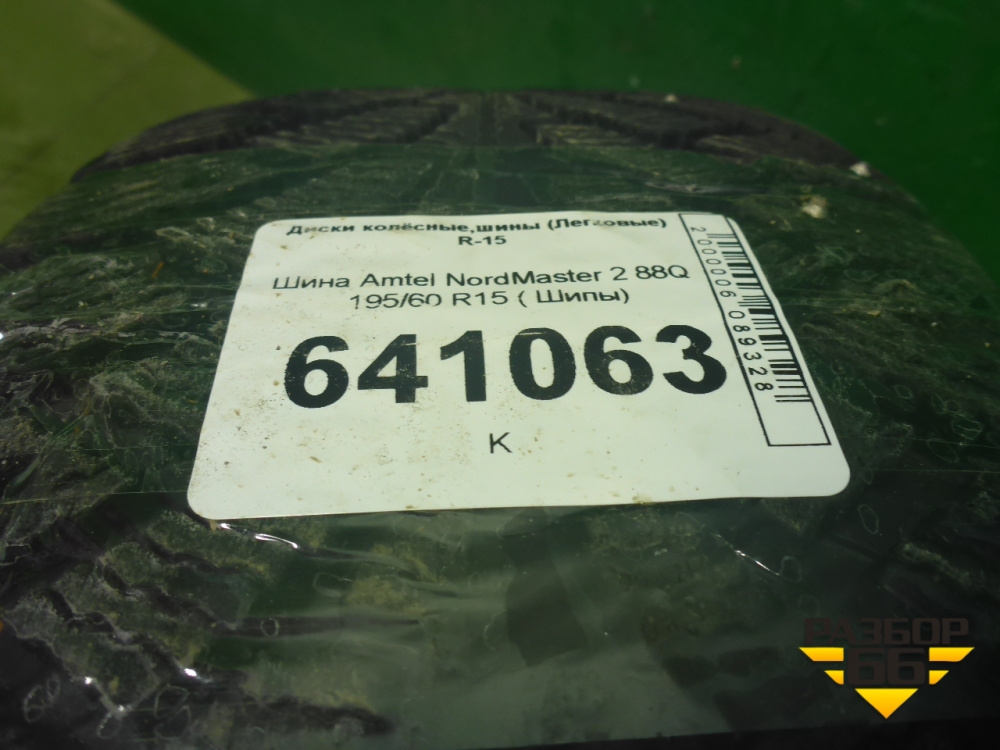 Диски колёсные,шины (Легковые)
R-15
Шина Amtel NordMaster 2 88Q
195/60 R15 ( Шипы)
641063
K
2000006089328
РАЗБОР
66